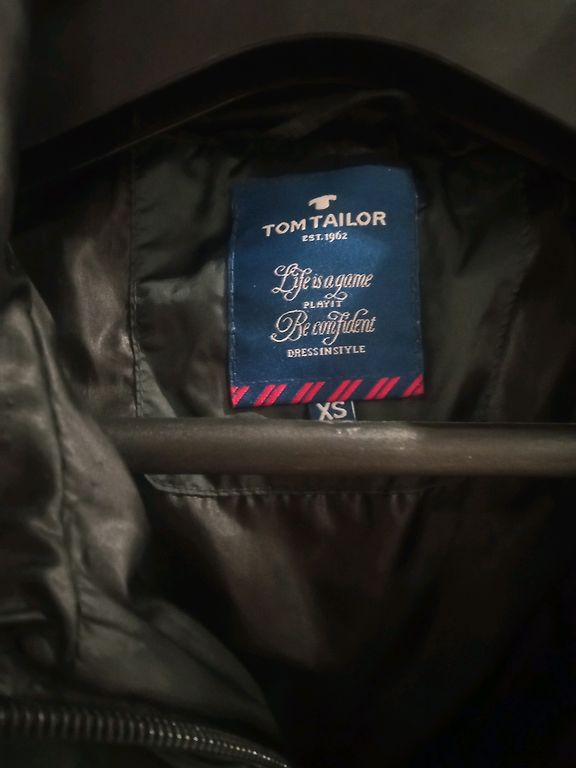 TOM TAILOR
EST. 1962
Life is a game
PLAY IT
Be confident
DRESS IN STYLE
XS